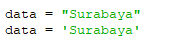 data = "Surabaya"
data = 'Surabaya'